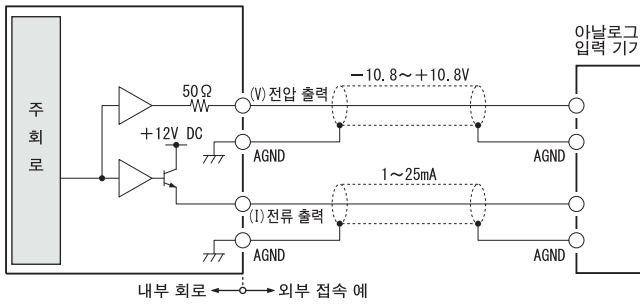 아날로그
입력 기기
주
회
로
50Ω
(V) 전압 출력
-10.8~+10.8V
+12V DC
AGND
AGND
1~25mA
(I) 전류 출력
AGND
AGND
내부 회로
외부 접속 예